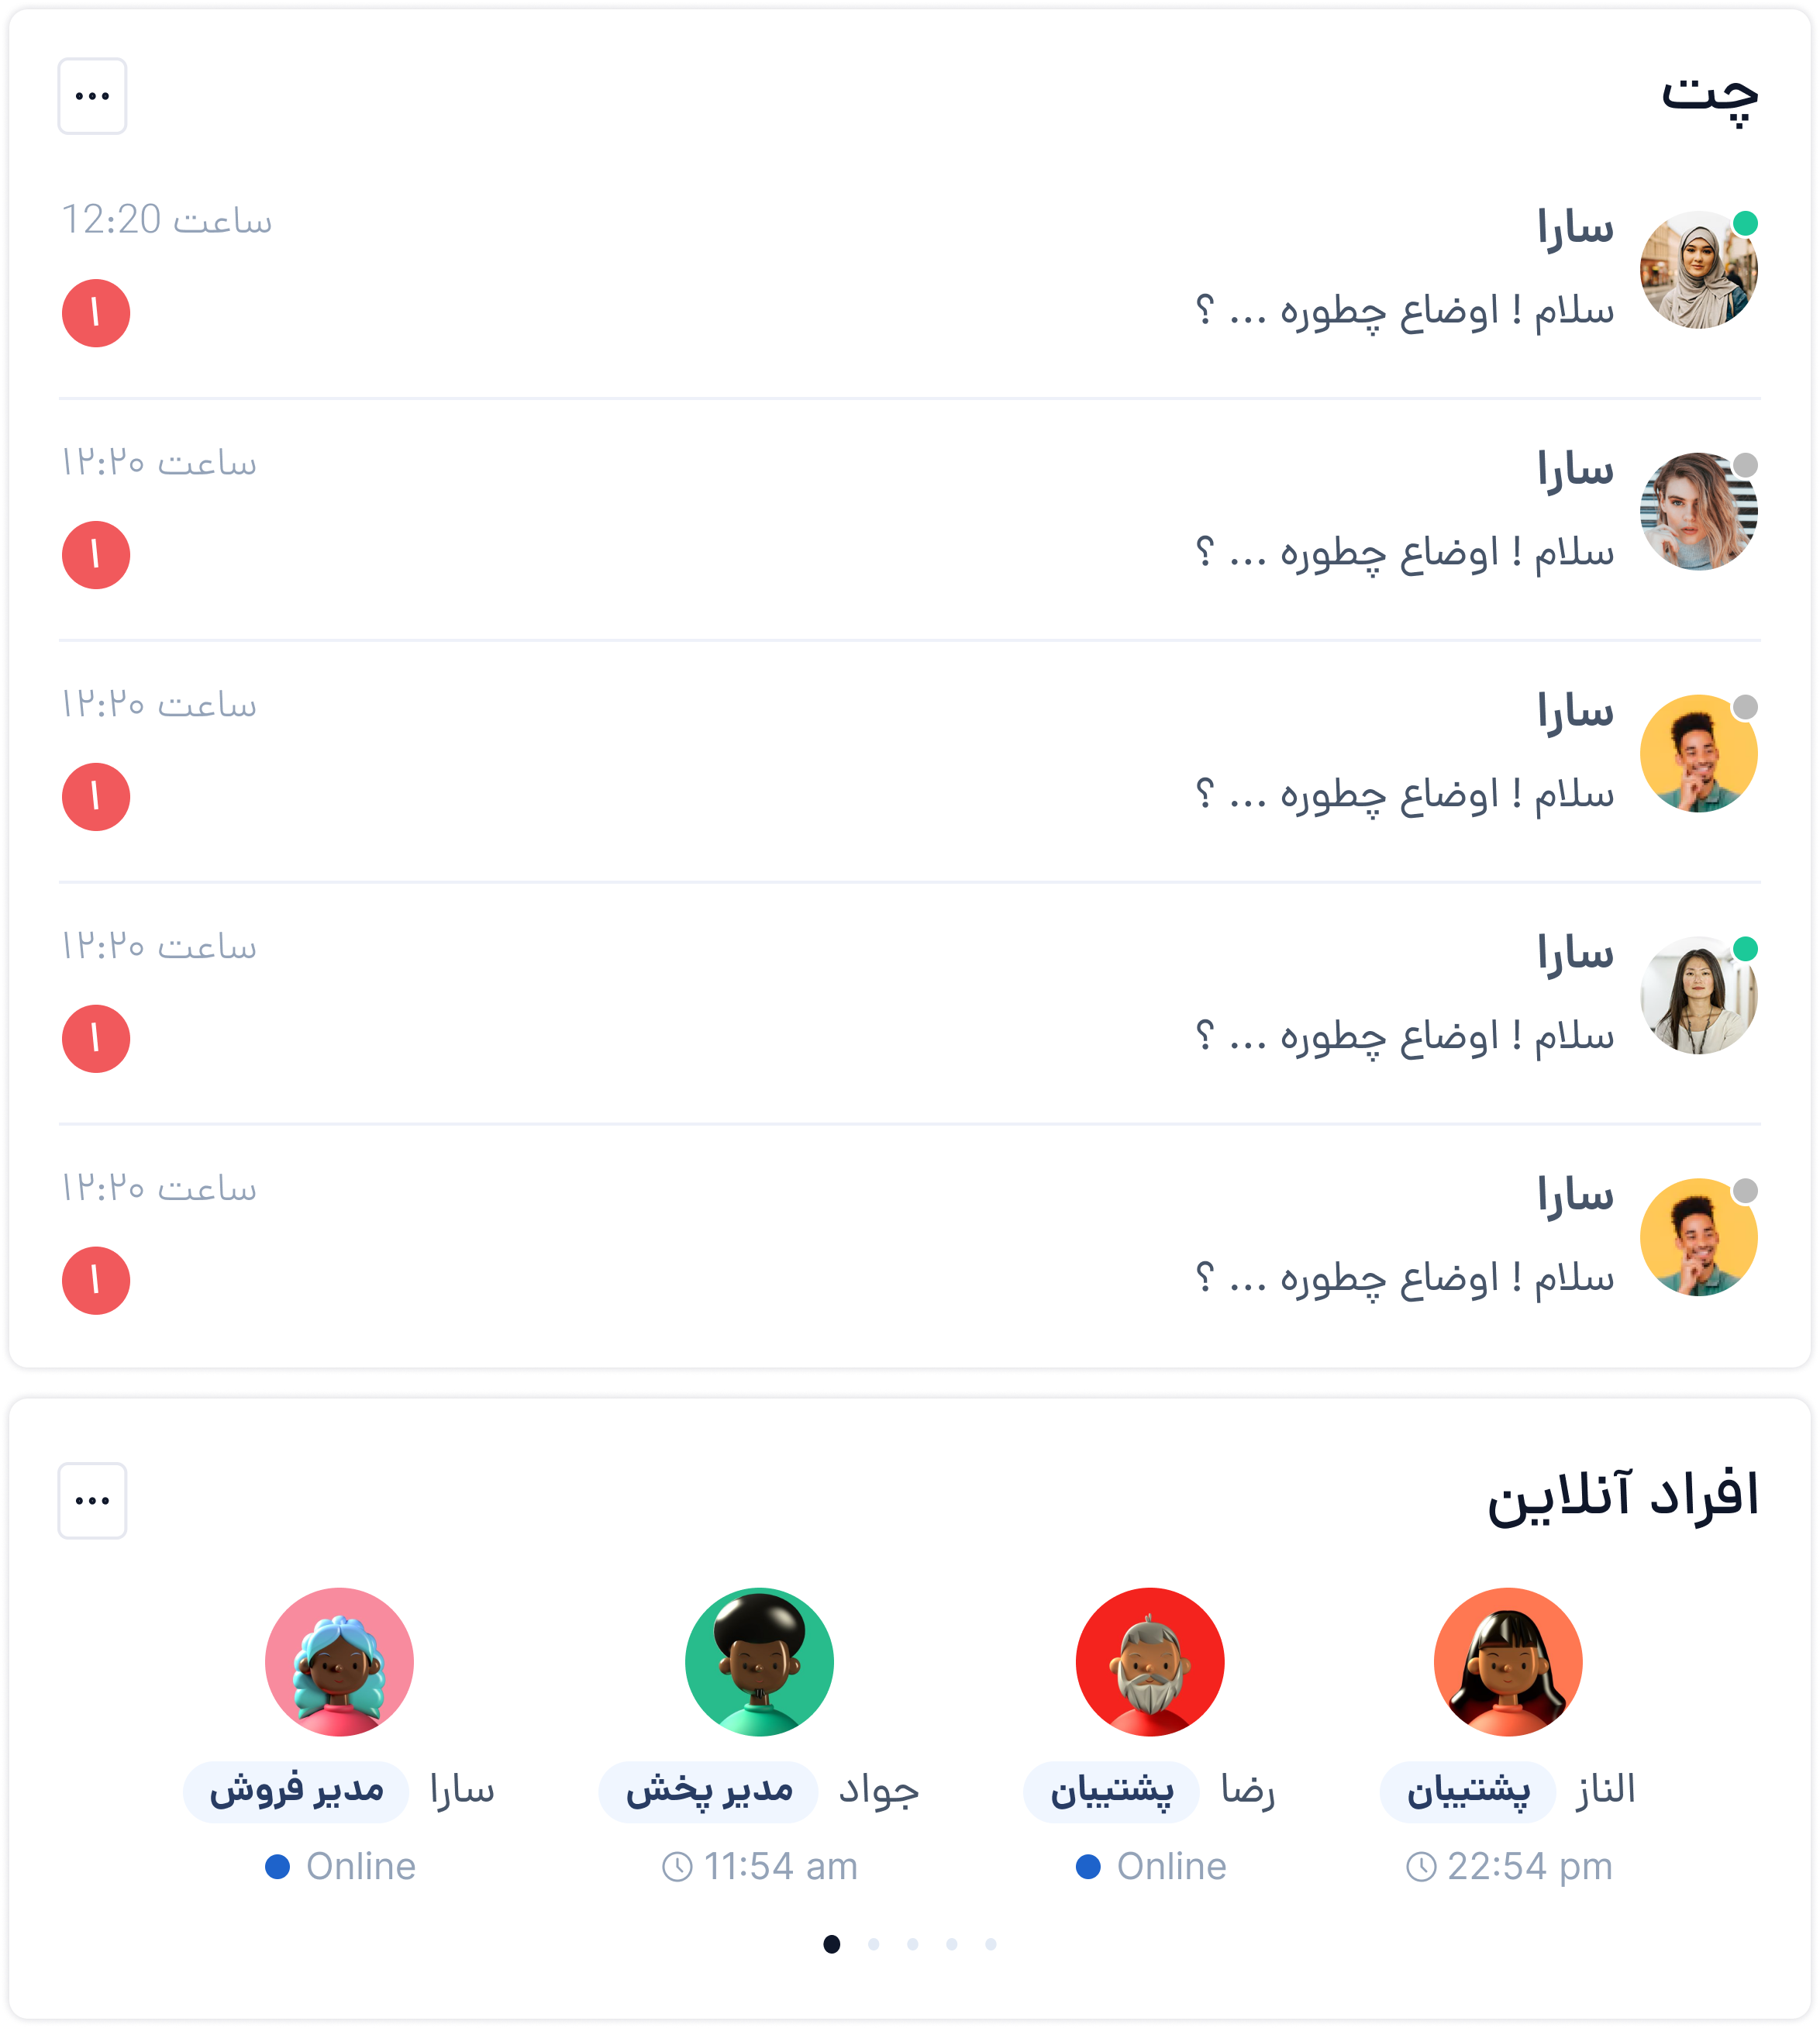 چت
سارا
ساعت 12:20
سلام ! اوضاع چطوره ... ؟
۱
سارا
ساعت ۱۲:۲۰
سلام ! اوضاع چطوره ... ؟
۱
سارا
ساعت ۱۲:۲۰
سلام ! اوضاع چطوره ... ؟
۱
سارا
ساعت ۱۲:۲۰
سلام ! اوضاع چطوره ... ؟
۱
سارا
ساعت ۱۲:۲۰
سلام ! اوضاع چطوره ... ؟
۱
افراد آنلاین
الناز پشتیبان
22:54 pm
رضا پشتیبان
Online
جواد مدیر پخش
11:54 am
سارا مدیر فروش
Online